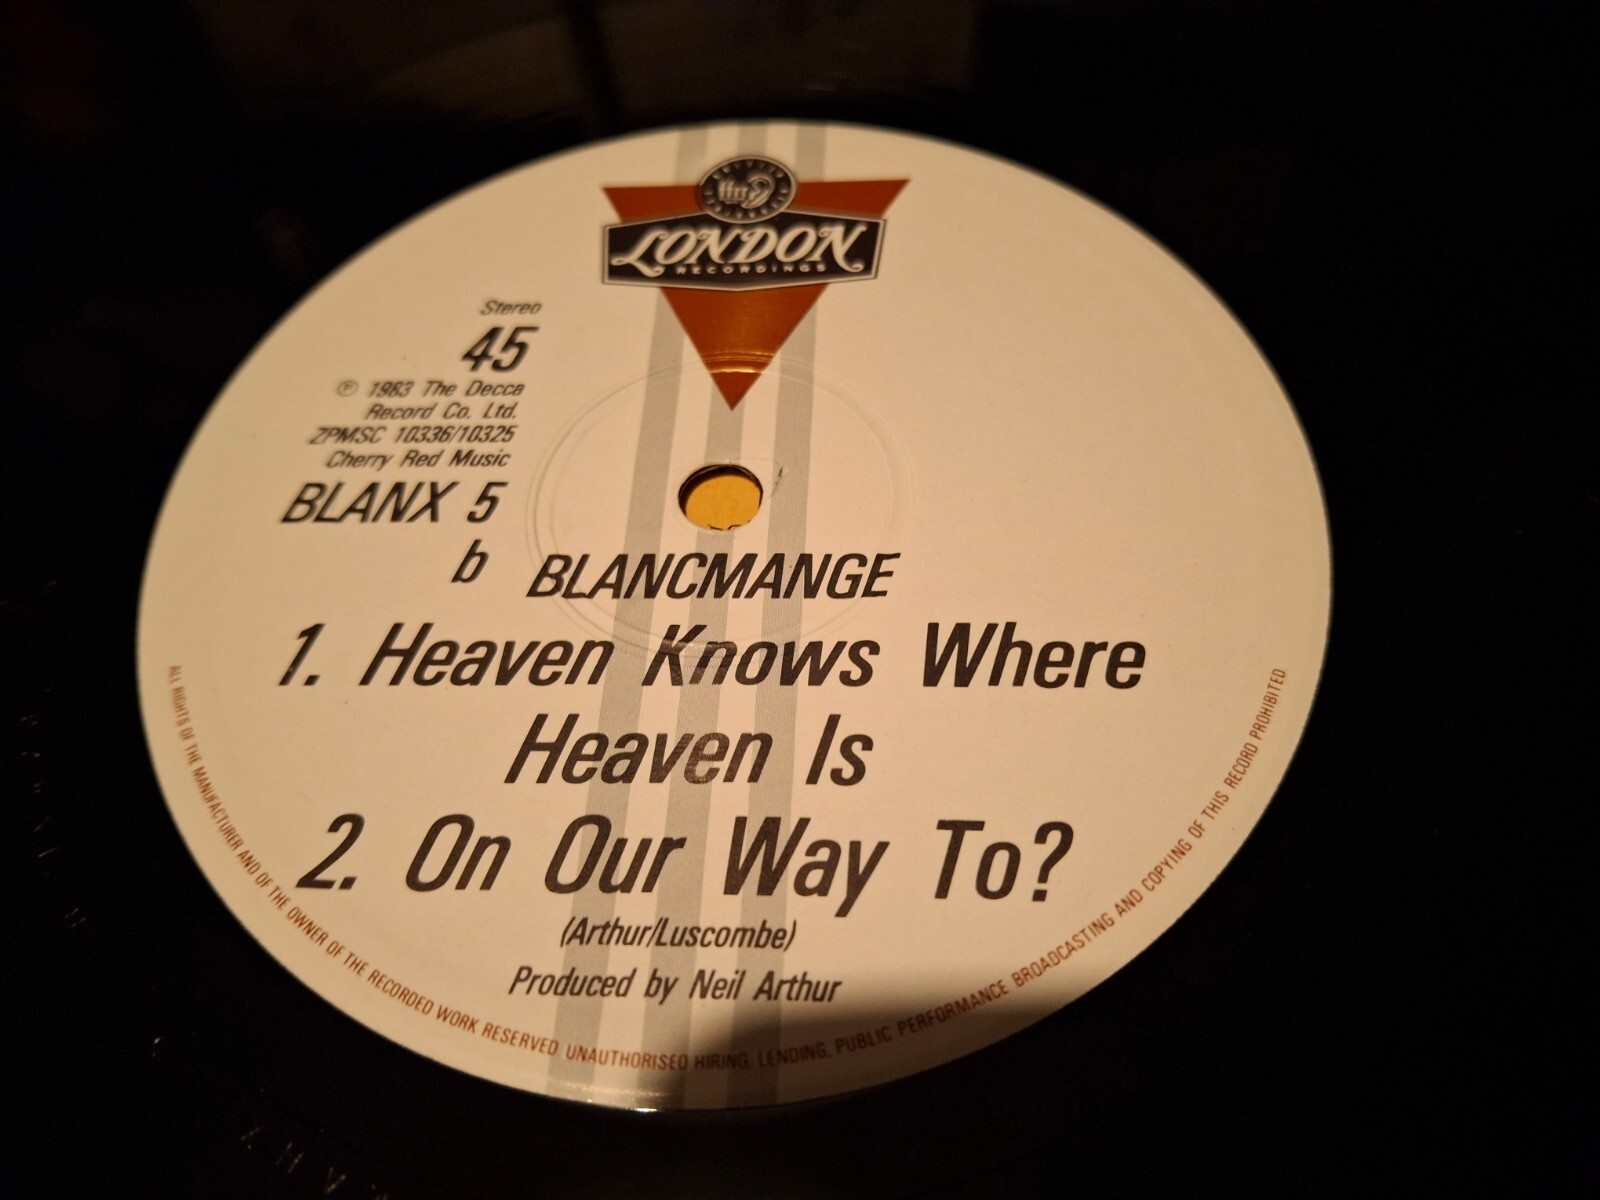 ffrr
LONDON
RECORDINGS
Stereo
45
℗ 1983 The Decca
Record Co. Ltd.
ZPMSC 10336/10325
Cherry Red Music
BLANX 5
b
BLANCMANGE
1. Heaven Knows Where
Heaven Is
2. On Our Way To?
(Arthur/Luscombe)
Produced by Neil Arthur
ALL RIGHTS OF THE MANUFACTURER AND OF THE OWNER OF THE RECORDED WORK RESERVED. UNAUTHORISED HIRING, LENDING, PUBLIC PERFORMANCE BROADCASTING AND COPYING OF THIS RECORD PROHIBITED